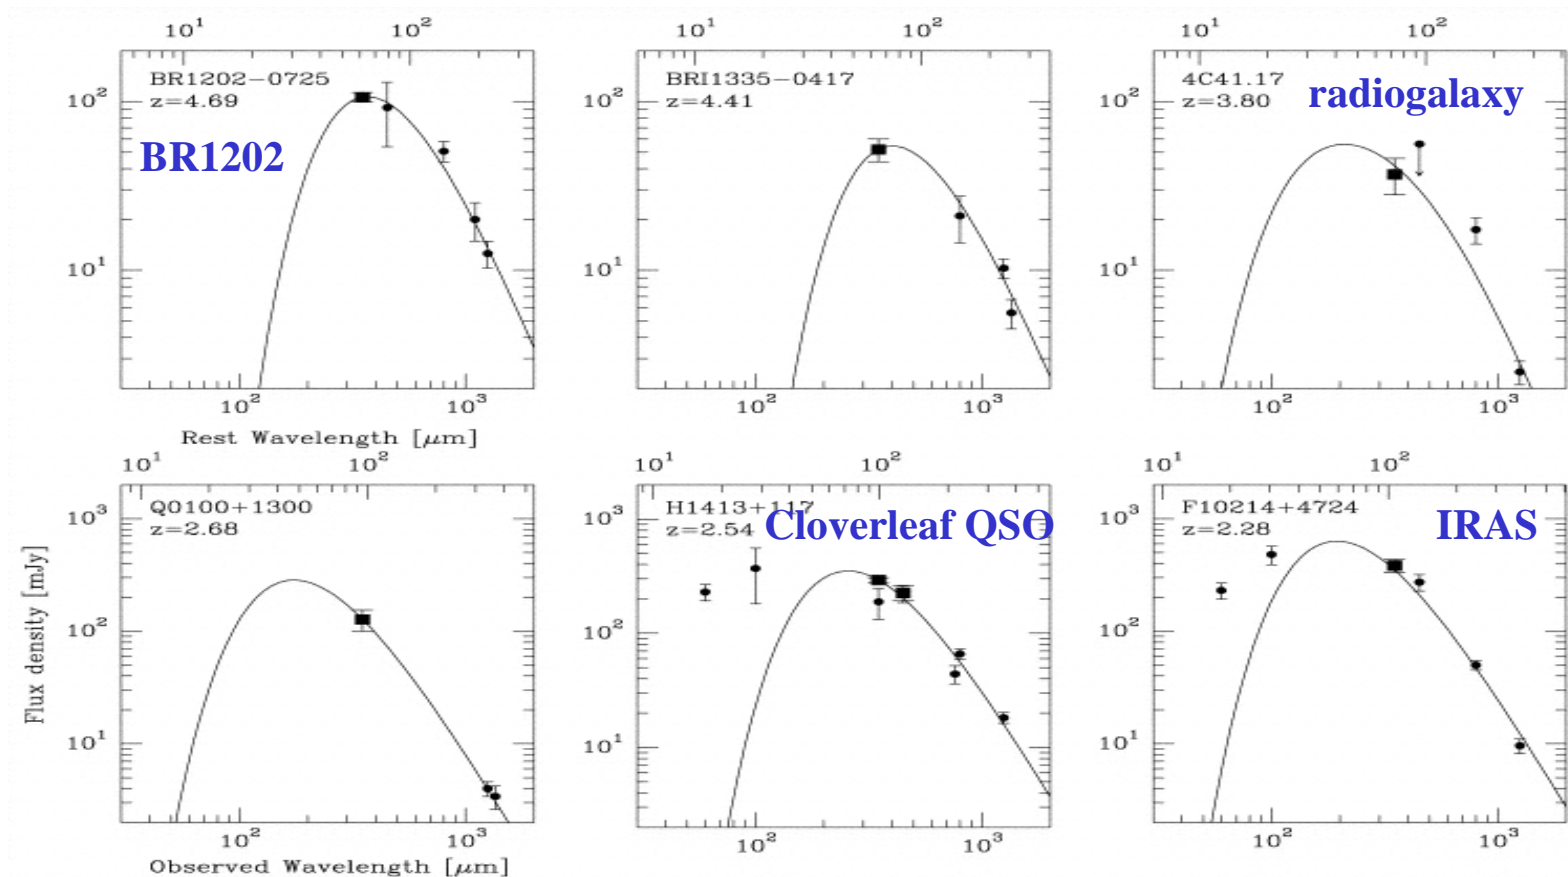 10¹ 10² 10¹ 10² 10¹ 10²
BR1202−0725
z=4.69
BR1202
10²
10¹
10² 10³
BRI1335−0417
z=4.41
10²
10¹
10² 10³
4C41.17
z=3.80
radiogalaxy
10²
10¹
10² 10³
Rest Wavelength [μm]
10¹ 10² 10¹ 10² 10¹ 10²
Flux density [mJy]
Q0100+1300
z=2.68
10³
10²
10¹
10² 10³
H1413+117
z=2.54
Cloverleaf QSO
10³
10²
10¹
10² 10³
F10214+4724
z=2.28
IRAS
10³
10²
10¹
10² 10³
Observed Wavelength [μm]